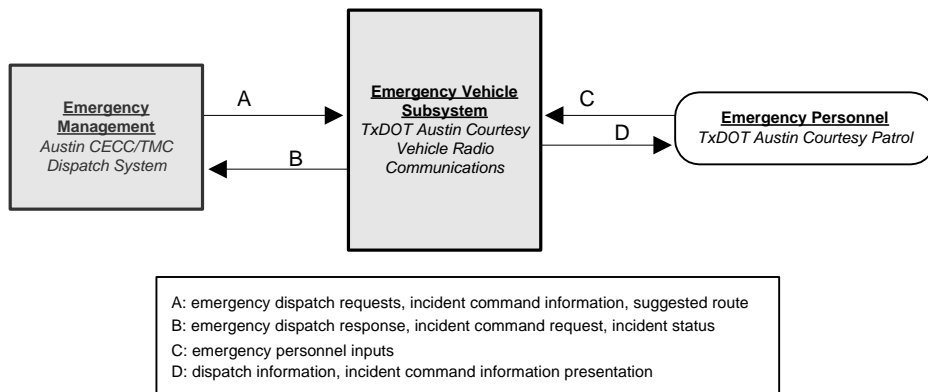 Emergency
Management
Austin CECC/TMC
Dispatch System
A
B
Emergency Vehicle
Subsystem
TxDOT Austin Courtesy
Vehicle Radio
Communications
C
D
Emergency Personnel
TxDOT Austin Courtesy Patrol
A: emergency dispatch requests, incident command information, suggested route
B: emergency dispatch response, incident command request, incident status
C: emergency personnel inputs
D: dispatch information, incident command information presentation